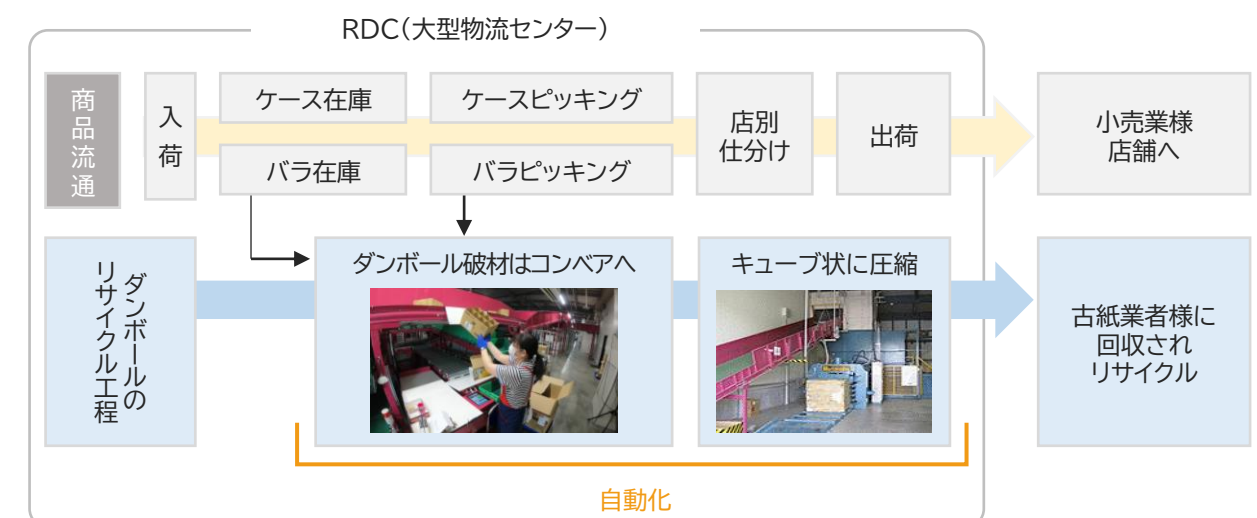 RDC(大型物流センター)
商品流通
入荷
ケース在庫
バラ在庫
ケースピッキング
バラピッキング
店別
仕分け
出荷
小売業様
店舗へ
ダンボールの
リサイクル工程
ダンボール破材はコンベアへ
キューブ状に圧縮
古紙業者様に
回収され
リサイクル
自動化